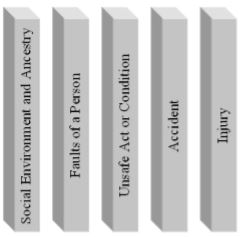 Social Environment and Ancestry
Faults of a Person
Unsafe Act or Condition
Accident
Injury